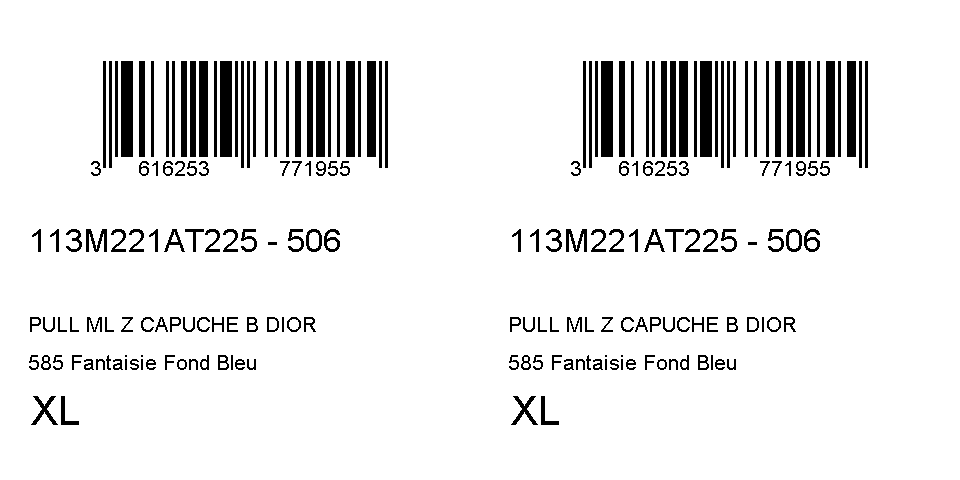 3 616253 771955
113M221AT225 - 506
PULL ML Z CAPUCHE B DIOR
585 Fantaisie Fond Bleu
XL
3 616253 771955
113M221AT225 - 506
PULL ML Z CAPUCHE B DIOR
585 Fantaisie Fond Bleu
XL